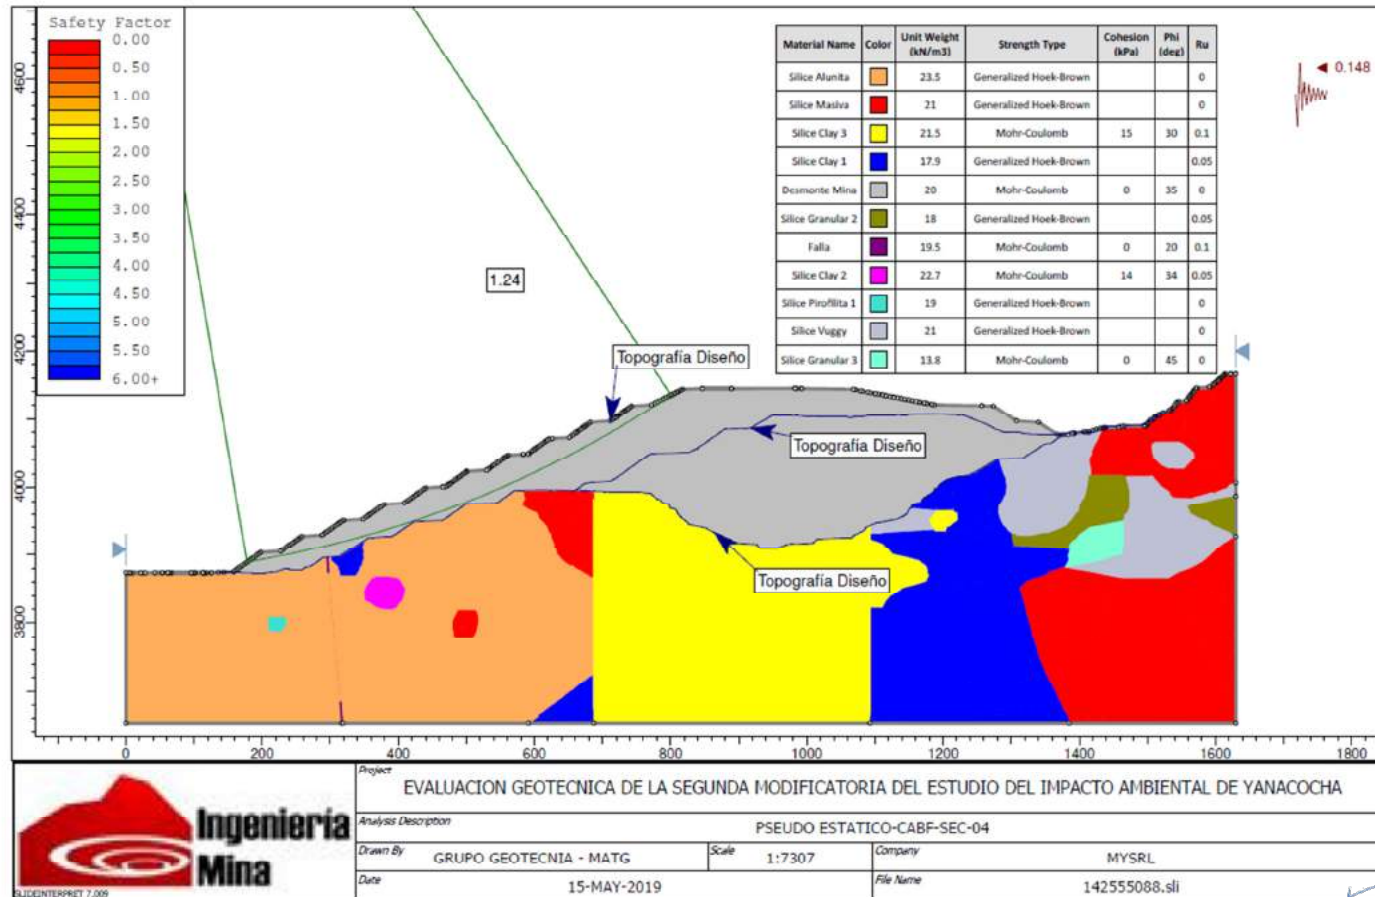 Safety Factor
0.00
0.50
1.00
1.50
2.00
2.50
3.00
3.50
4.00
4.50
5.00
5.50
6.00+
Material Name Color Unit Weight (kN/m3) Strength Type Cohesion (kPa) Phi (deg) Ru
Silice Alunita 23.5 Generalized Hoek-Brown 0
Silice Masiva 21 Generalized Hoek-Brown 0
Silice Clay 3 21.5 Mohr-Coulomb 15 30 0.1
Silice Clay 1 17.9 Generalized Hoek-Brown 0.05
Desmonte Mina 20 Mohr-Coulomb 0 35 0
Silice Granular 2 18 Generalized Hoek-Brown 0.05
Falla 19.5 Mohr-Coulomb 0 20 0.1
Silice Clay 2 22.7 Mohr-Coulomb 14 34 0.05
Silice Pirofilita 1 19 Generalized Hoek-Brown 0
Silice Vuggy 21 Generalized Hoek-Brown 0
Silice Granular 3 13.8 Mohr-Coulomb 0 45 0
0.148
1.24
Topografía Diseño
Topografía Diseño
Topografía Diseño
4600
4400
4200
4000
3800
0 200 400 600 800 1000 1200 1400 1600 1800
Ingeniería
Mina
SLIDEINTERPRET 7.009
Project
EVALUACION GEOTECNICA DE LA SEGUNDA MODIFICATORIA DEL ESTUDIO DEL IMPACTO AMBIENTAL DE YANACOCHA
Analysis Description
PSEUDO ESTATICO-CABF-SEC-04
Drawn By GRUPO GEOTECNIA - MATG Scale 1:7307 Company MYSRL
Date 15-MAY-2019 File Name 142555088.sli